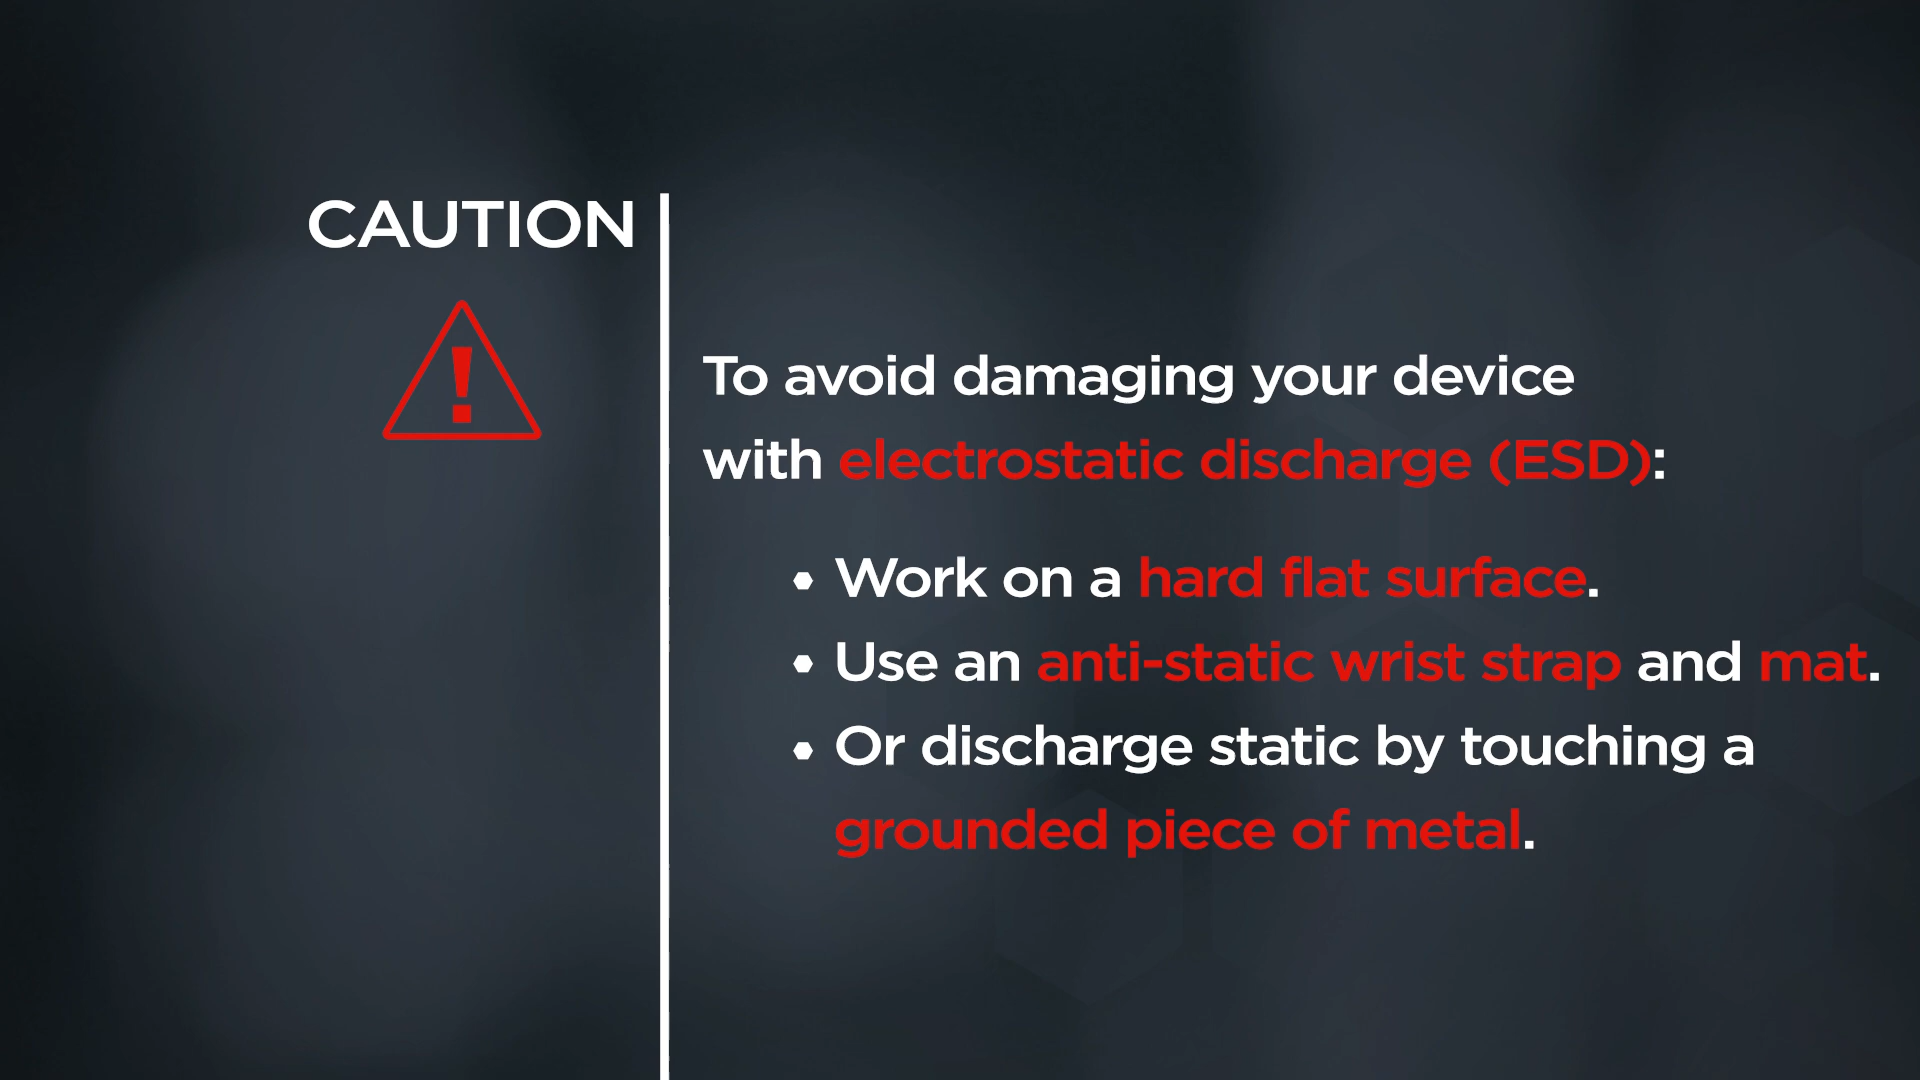 CAUTION
!
To avoid damaging your device
with electrostatic discharge (ESD):
• Work on a hard flat surface.
• Use an anti-static wrist strap and mat.
• Or discharge static by touching a
grounded piece of metal.